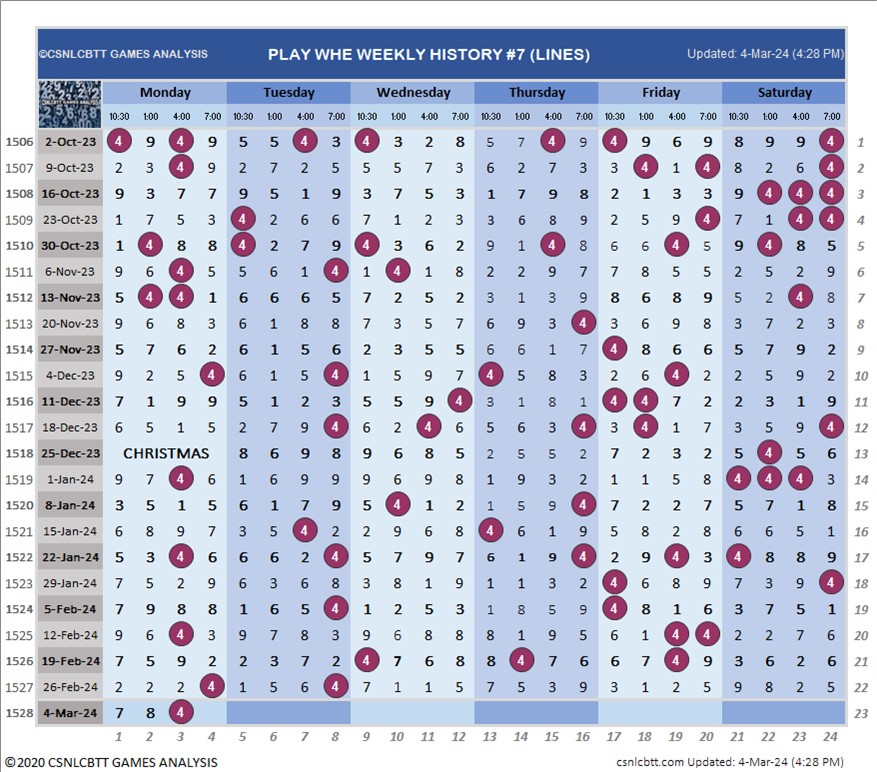 ©CSNLCBTT GAMES ANALYSIS PLAY WHE WEEKLY HISTORY #7 (LINES) Updated: 4-Mar-24 (4:28 PM)
Monday Tuesday Wednesday Thursday Friday Saturday
CSNLCBTT GAMES ANALYSIS 10:30 1:00 4:00 7:00 10:30 1:00 4:00 8:00 10:30 1:00 4:00 7:00 10:30 1:00 4:00 7:00 10:30 1:00 4:00 7:00 10:30 1:00 4:00 7:00
1506 2-Oct-23 4 9 4 9 5 5 4 3 4 3 2 8 5 7 4 9 4 9 6 9 8 9 9 4 1
1507 9-Oct-23 2 3 4 9 2 7 2 5 5 5 7 3 6 2 7 3 3 4 1 4 8 2 6 4 2
1508 16-Oct-23 9 3 7 7 9 5 1 9 3 7 5 3 1 7 9 8 2 1 3 3 9 4 4 4 3
1509 23-Oct-23 1 7 5 3 4 2 6 6 7 1 2 3 3 6 8 9 2 5 9 4 7 1 4 4 4
1510 30-Oct-23 1 4 8 8 4 2 7 9 4 3 6 2 9 1 4 8 6 6 4 5 9 4 8 5 5
1511 6-Nov-23 9 6 4 5 5 6 1 4 1 4 1 8 2 2 9 7 7 8 5 5 2 5 2 9 6
1512 13-Nov-23 5 4 4 1 6 6 6 5 7 2 5 2 3 1 3 9 8 6 8 9 5 2 4 8 7
1513 20-Nov-23 9 6 8 3 6 1 8 8 7 3 5 7 6 9 3 4 3 6 9 8 3 7 2 3 8
1514 27-Nov-23 5 7 6 2 6 1 5 6 2 3 5 5 6 6 1 7 4 8 6 6 5 7 9 2 9
1515 4-Dec-23 9 2 5 4 6 1 5 4 1 5 9 7 4 5 8 3 2 6 4 2 2 5 9 2 10
1516 11-Dec-23 7 1 9 9 5 1 2 3 5 5 9 4 3 1 8 1 4 4 7 2 2 3 1 9 11
1517 18-Dec-23 6 5 1 5 2 7 9 4 6 2 4 6 5 6 3 4 3 4 1 7 3 5 9 4 12
1518 25-Dec-23 CHRISTMAS 8 6 9 8 9 6 8 5 2 5 5 2 7 2 3 2 5 4 5 6 13
1519 1-Jan-24 9 7 4 6 1 6 9 9 9 6 9 8 1 2 1 2 1 1 5 8 4 4 4 3 14
1520 8-Jan-24 3 5 1 5 6 1 7 9 5 4 1 2 1 5 9 4 7 2 2 7 5 7 1 8 15
1521 15-Jan-24 6 8 9 7 3 5 4 2 2 9 6 8 4 6 1 9 5 8 2 8 6 6 5 1 16
1522 22-Jan-24 5 3 4 6 6 6 2 4 5 7 9 7 6 1 9 4 2 9 4 3 4 8 8 9 17
1523 29-Jan-24 7 5 2 9 6 3 6 8 3 8 1 9 1 1 3 2 4 6 8 9 7 3 9 4 18
1524 5-Feb-24 7 9 8 8 1 6 5 4 1 2 5 3 1 8 5 9 4 8 1 6 3 7 5 1 19
1525 12-Feb-24 9 6 4 3 9 7 8 3 9 6 8 8 8 1 9 5 6 1 4 4 2 2 7 6 20
1526 19-Feb-24 7 5 9 2 2 3 7 2 4 7 6 8 8 4 7 6 6 7 4 9 3 6 2 6 21
1527 26-Feb-24 2 2 2 4 1 5 6 4 7 1 1 5 7 5 3 9 3 1 2 5 9 8 2 5 22
1528 4-Mar-24 7 8 4 23
1 2 3 4 5 6 7 8 9 10 11 12 13 14 15 16 17 18 19 20 21 22 23 24
©2020 CSNLCBTT GAMES ANALYSIS csnlcbtt.com Updated: 4-Mar-24 (4:28 PM)